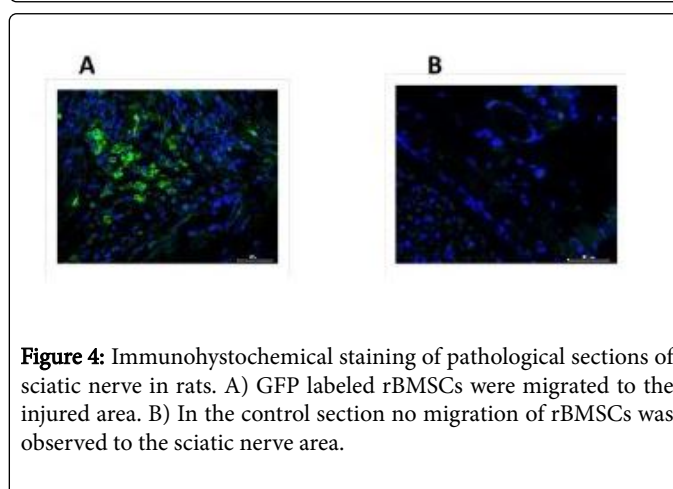 A B
Figure 4: Immunohystochemical staining of pathological sections of
sciatic nerve in rats. A) GFP labeled rBMSCs were migrated to the
injured area. B) In the control section no migration of rBMSCs was
observed to the sciatic nerve area.